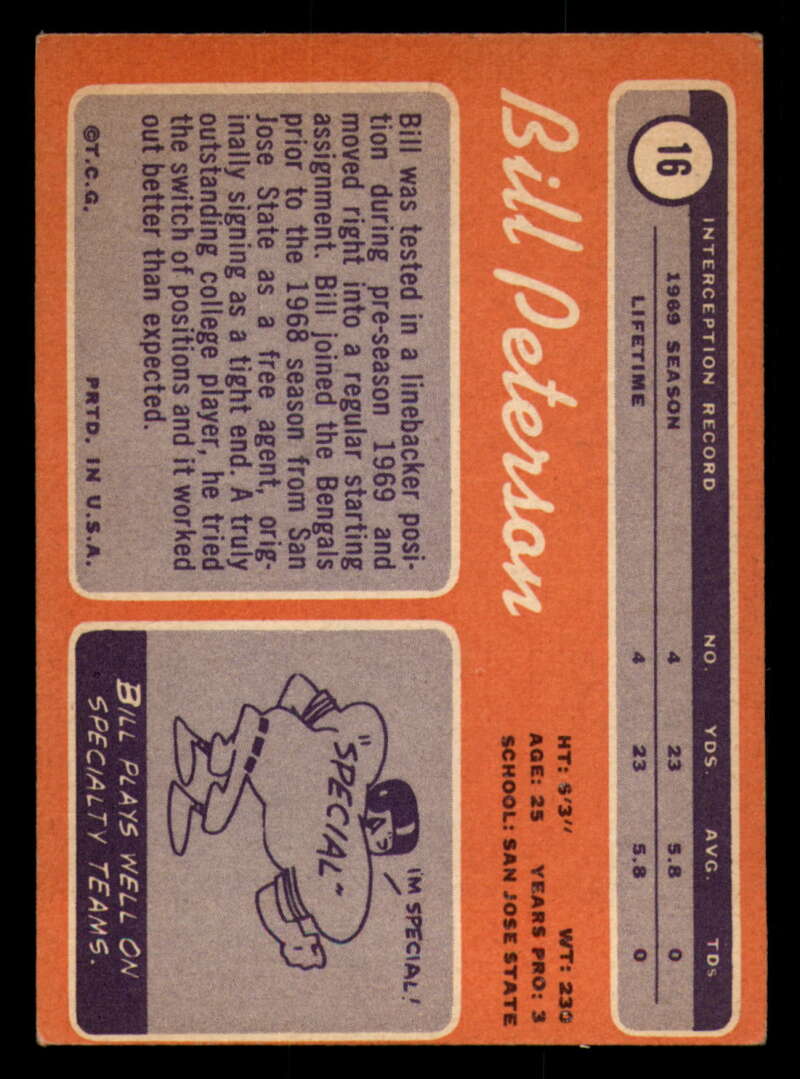 16
INTERCEPTION RECORD NO. YDS. AVG. TDs
1969 SEASON 4 23 5.8 0
LIFETIME 4 23 5.8 0
Bill Peterson
HT: 6'3" WT: 230
AGE: 25 YEARS PRO: 3
SCHOOL: SAN JOSE STATE
Bill was tested in a linebacker posi-
tion during pre-season 1969 and
moved right into a regular starting
assignment. Bill joined the Bengals
prior to the 1968 season from San
Jose State as a free agent, orig-
inally signing as a tight end. A truly
outstanding college player, he tried
the switch of positions and it worked
out better than expected.
©T.C.G. PRTD. IN U.S.A.
I'M SPECIAL!
"SPECIAL"
BILL PLAYS WELL ON
SPECIALTY TEAMS.